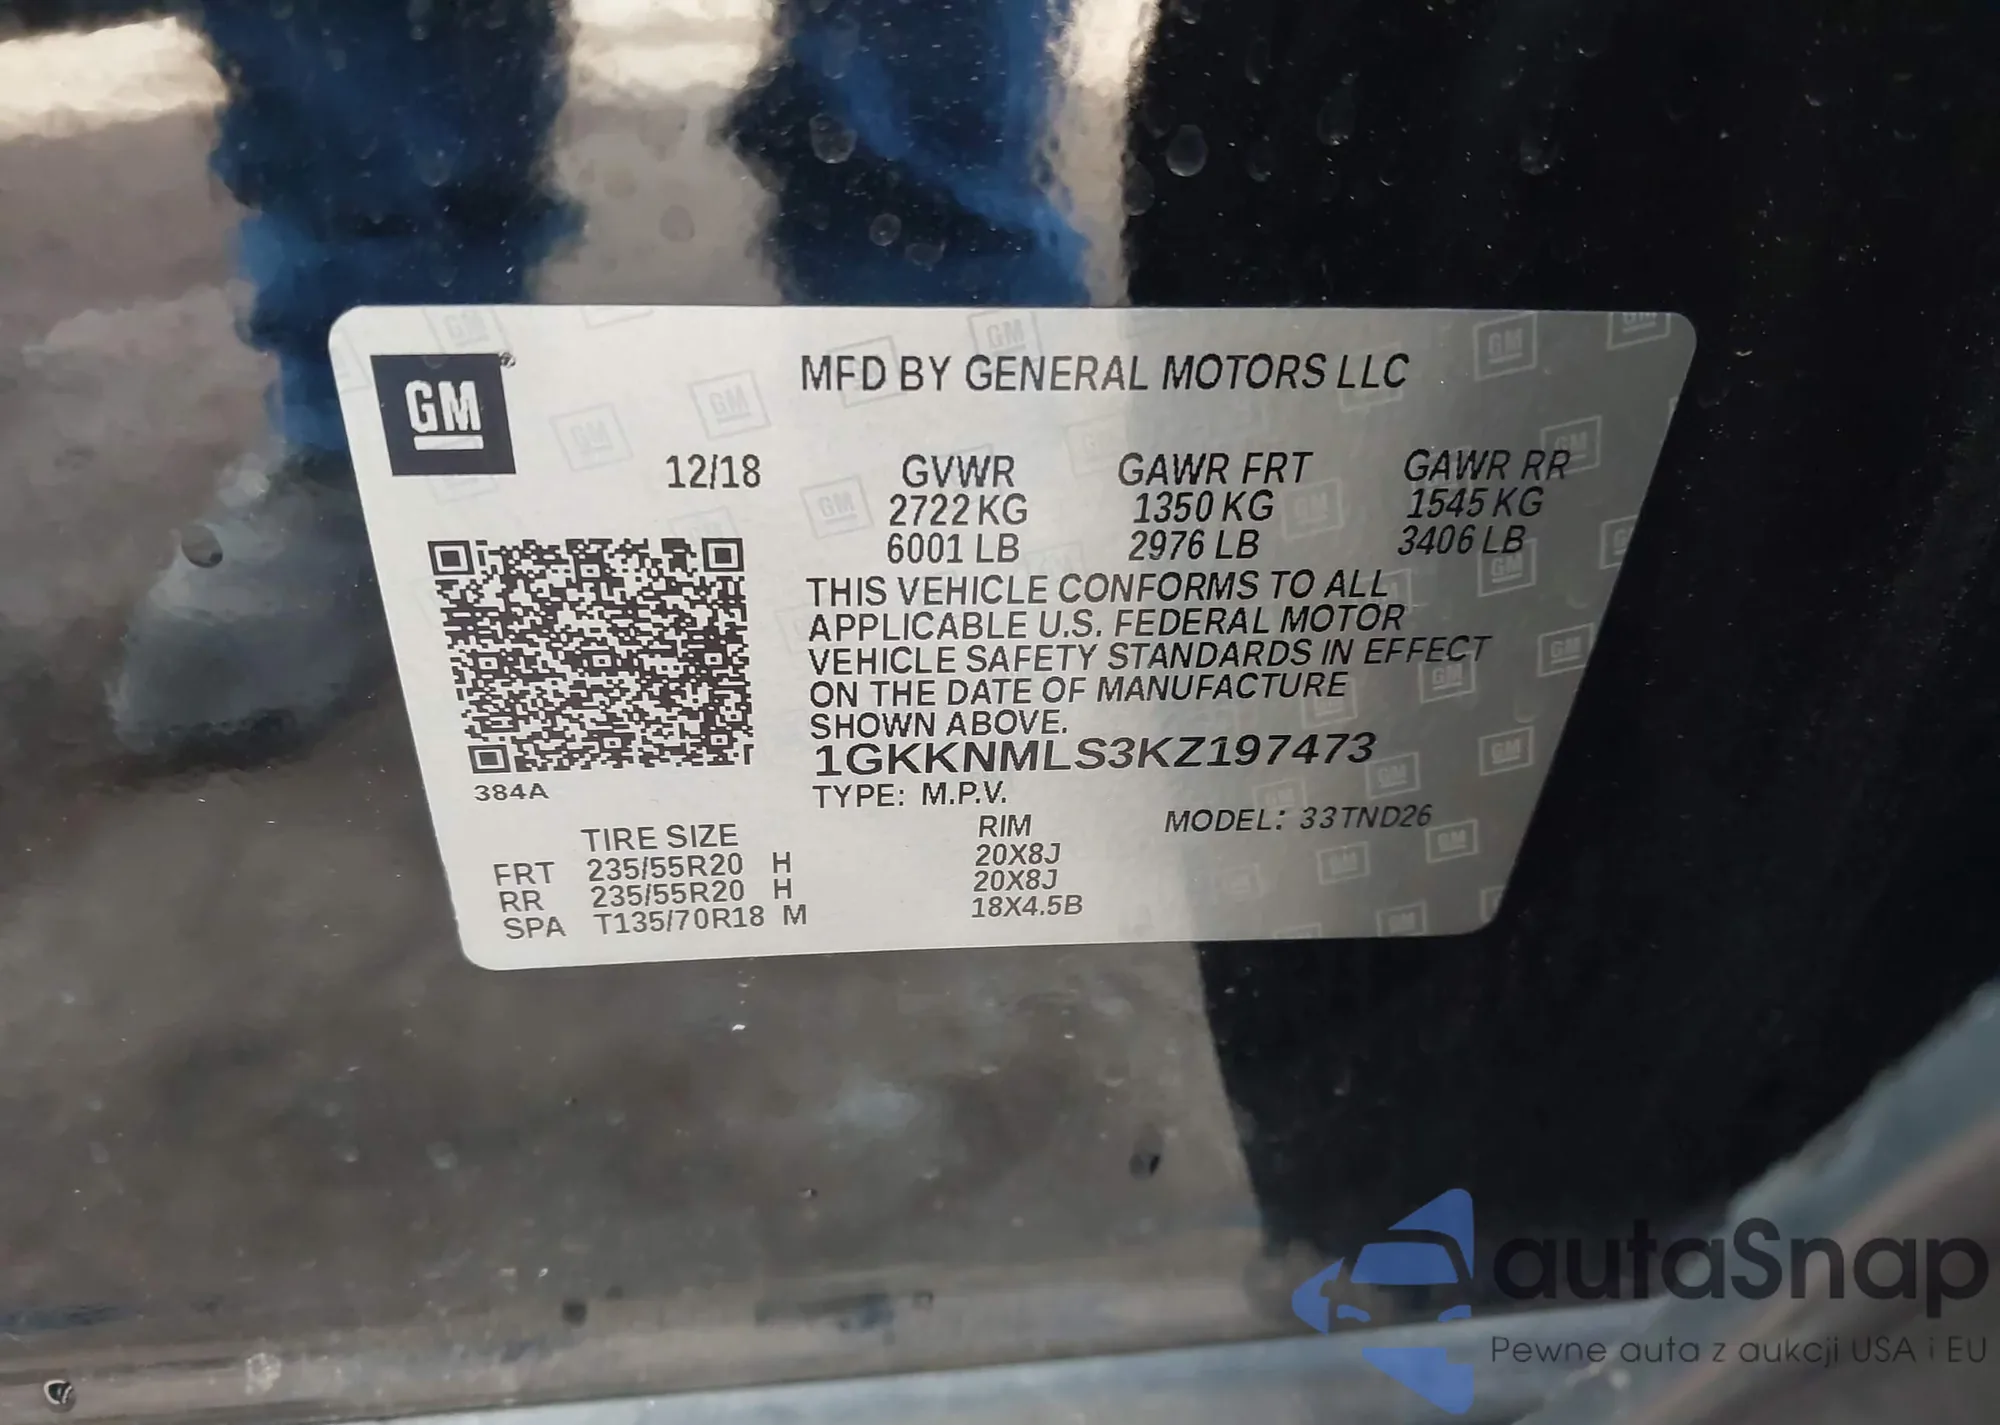 GM
MFD BY GENERAL MOTORS LLC
12/18 GVWR GAWR FRT GAWR RR
2722 KG 1350 KG 1545 KG
6001 LB 2976 LB 3406 LB
THIS VEHICLE CONFORMS TO ALL
APPLICABLE U.S. FEDERAL MOTOR
VEHICLE SAFETY STANDARDS IN EFFECT
ON THE DATE OF MANUFACTURE
SHOWN ABOVE.
1GKKNMLS3KZ197473
384A
TYPE: M.P.V. MODEL: 33TND26
TIRE SIZE RIM
FRT 235/55R20 H 20X8J
RR 235/55R20 H 20X8J
SPA T135/70R18 M 18X4.5B
autaSnap
Pewne auta z aukcji USA i EU